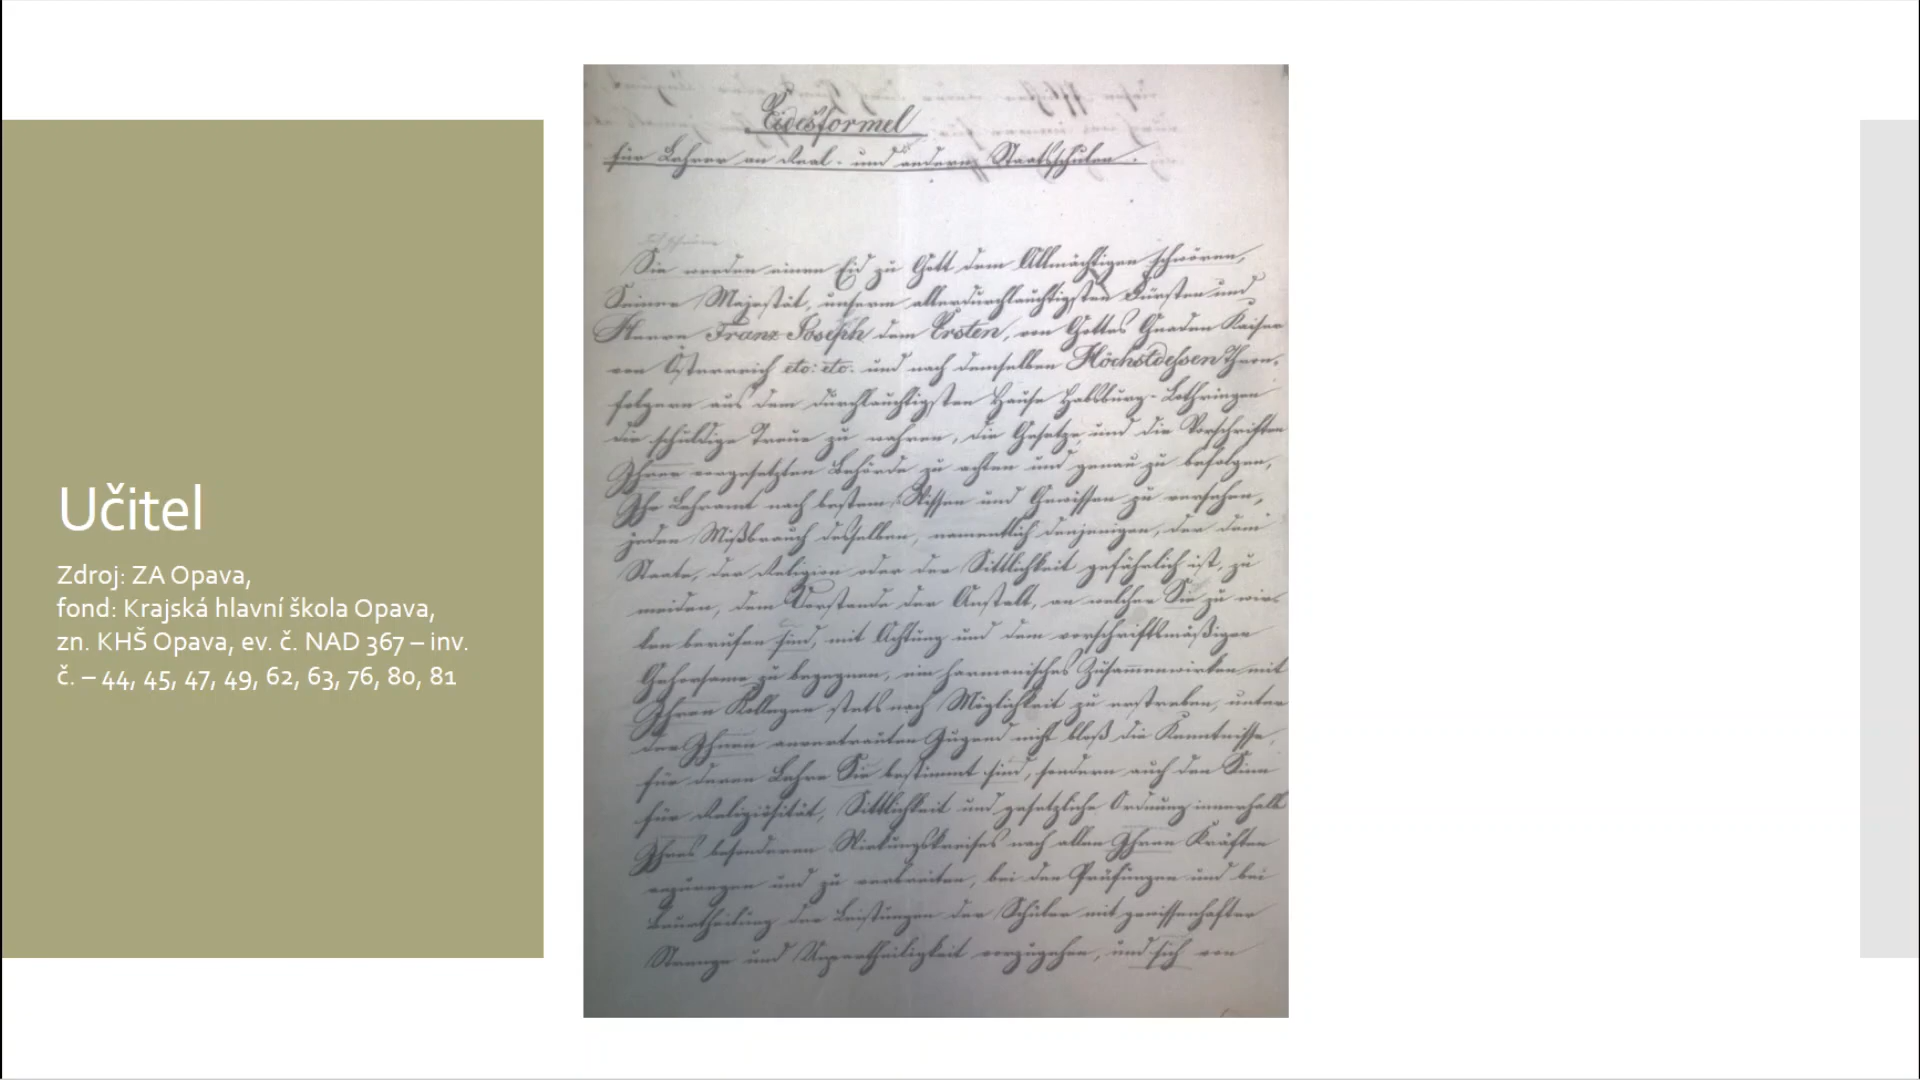 Učitel
Zdroj: ZA Opava,
fond: Krajská hlavní škola Opava,
zn. KHŠ Opava, ev. č. NAD 367 – inv.
č. – 44, 45, 47, 49, 62, 63, 76, 80, 81
Eidesformel
für Lehrer an Real- und andern Staatsschulen.
Sie werden einen Eid zu Gott dem Allmächtigen schwören,
Seiner Majestät, unserm allerdurchlauchtigsten Fürsten und
Herrn Franz Joseph dem Ersten, von Gottes Gnaden Kaiser
von Österreich etc: etc. und nach demselben Höchstdessen Thron-
folgern aus dem durchlauchtigsten Hause Habsburg-Lothringen
die schuldige Treue zu wahren, die Gesetze und die Vorschriften
Ihrer vorgesetzten Behörde zu achten und genau zu befolgen,
Ihr Lehramt nach bestem Wissen und Gewissen zu versehen,
jeden Mißbrauch desselben, namentlich denjenigen, der dem
Staate, der Religion oder der Sittlichkeit gefährlich ist, zu
meiden, dem Vorstande der Anstalt, an welcher Sie zu wir-
ken berufen sind, mit Achtung und dem vorschriftsmäßigen
Gehorsame zu begegnen, ein harmonisches Zusammenwirken mit
Ihren Kollegen stets nach Möglichkeit zu erstreben, unter
der Ihnen anvertrauten Jugend nicht bloß die Kenntnisse,
für deren Lehre Sie bestimmt sind, sondern auch den Sinn
für Religiösität, Sittlichkeit und gesetzliche Ordnung innerhalb
Ihres besonderen Wirkungskreises nach allen Ihren Kräften
anzuregen und zu verbreiten, bei den Prüfungen und bei
Beurtheilung der Leistungen der Schüler mit gewissenhafter
Strenge und Unpartheiligkeit vorzugehen, und sich von